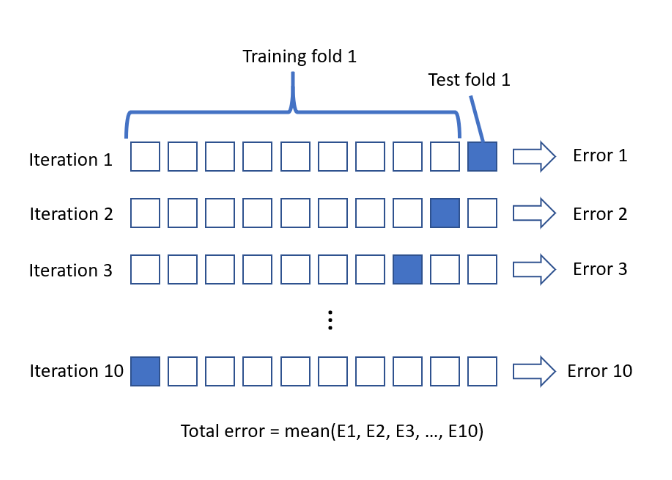 Training fold 1
Test fold 1
Iteration 1
Error 1
Iteration 2
Error 2
Iteration 3
Error 3
⋮
Iteration 10
Error 10
Total error = mean(E1, E2, E3, ..., E10)